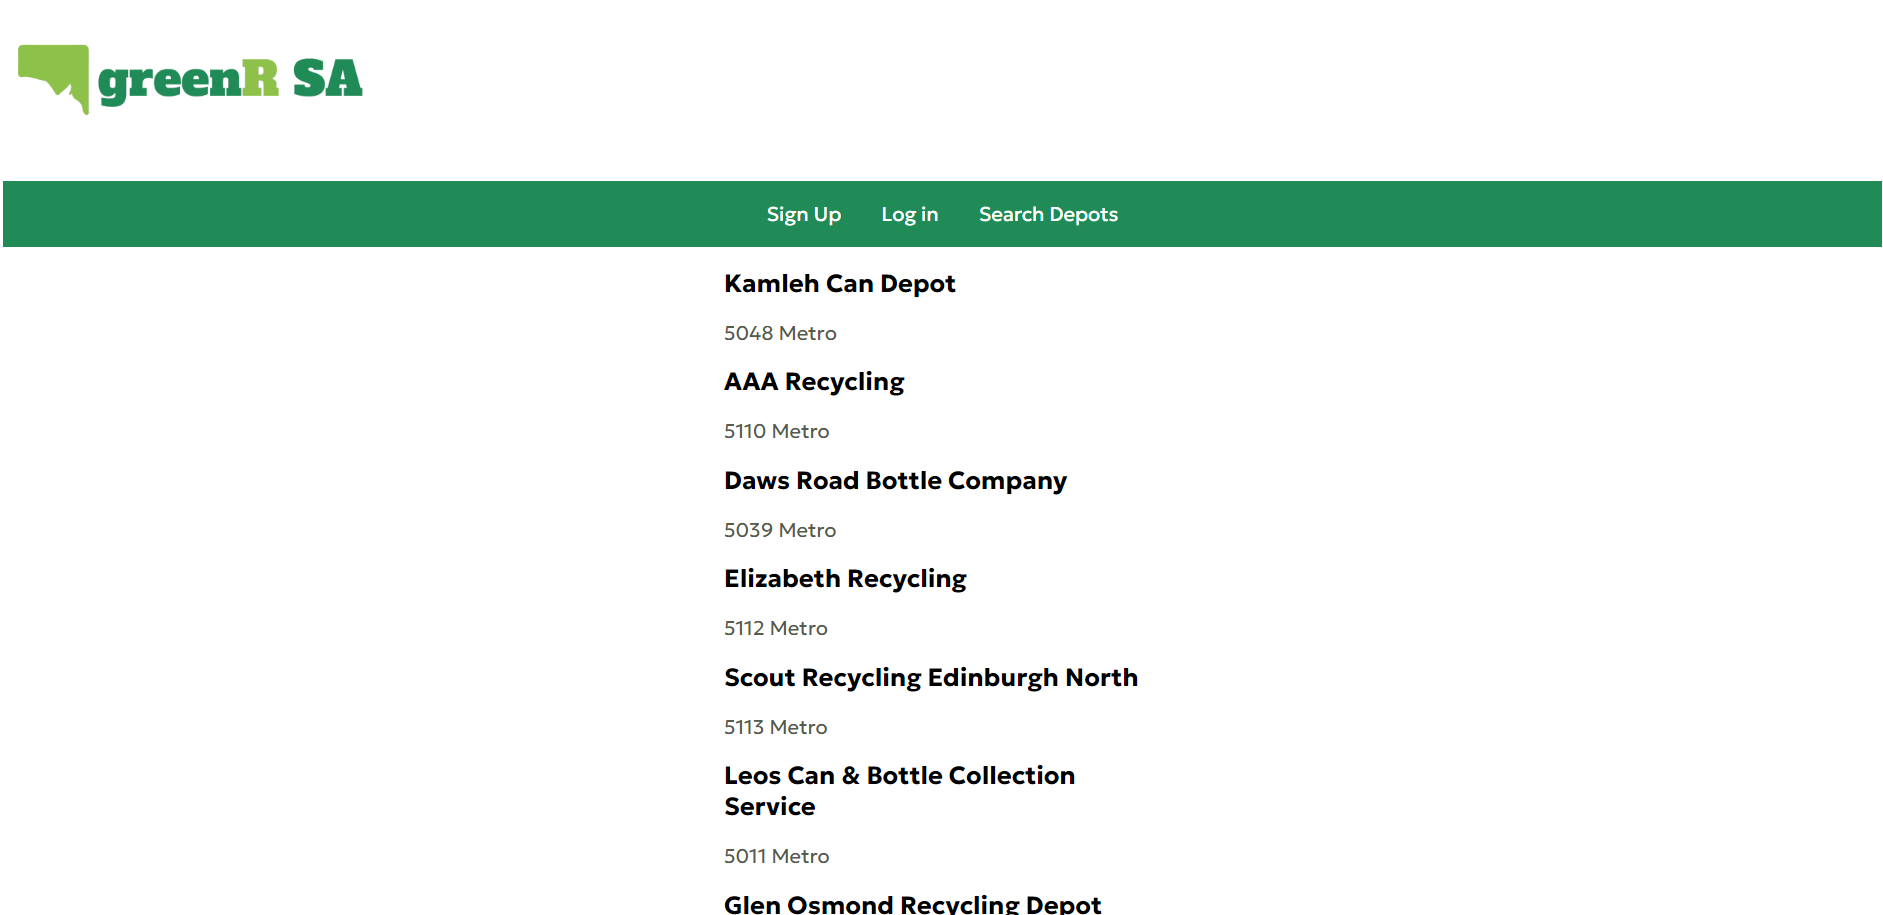 greenR SA
Sign Up Log in Search Depots
Kamleh Can Depot
5048 Metro
AAA Recycling
5110 Metro
Daws Road Bottle Company
5039 Metro
Elizabeth Recycling
5112 Metro
Scout Recycling Edinburgh North
5113 Metro
Leos Can & Bottle Collection
Service
5011 Metro
Glen Osmond Recycling Depot